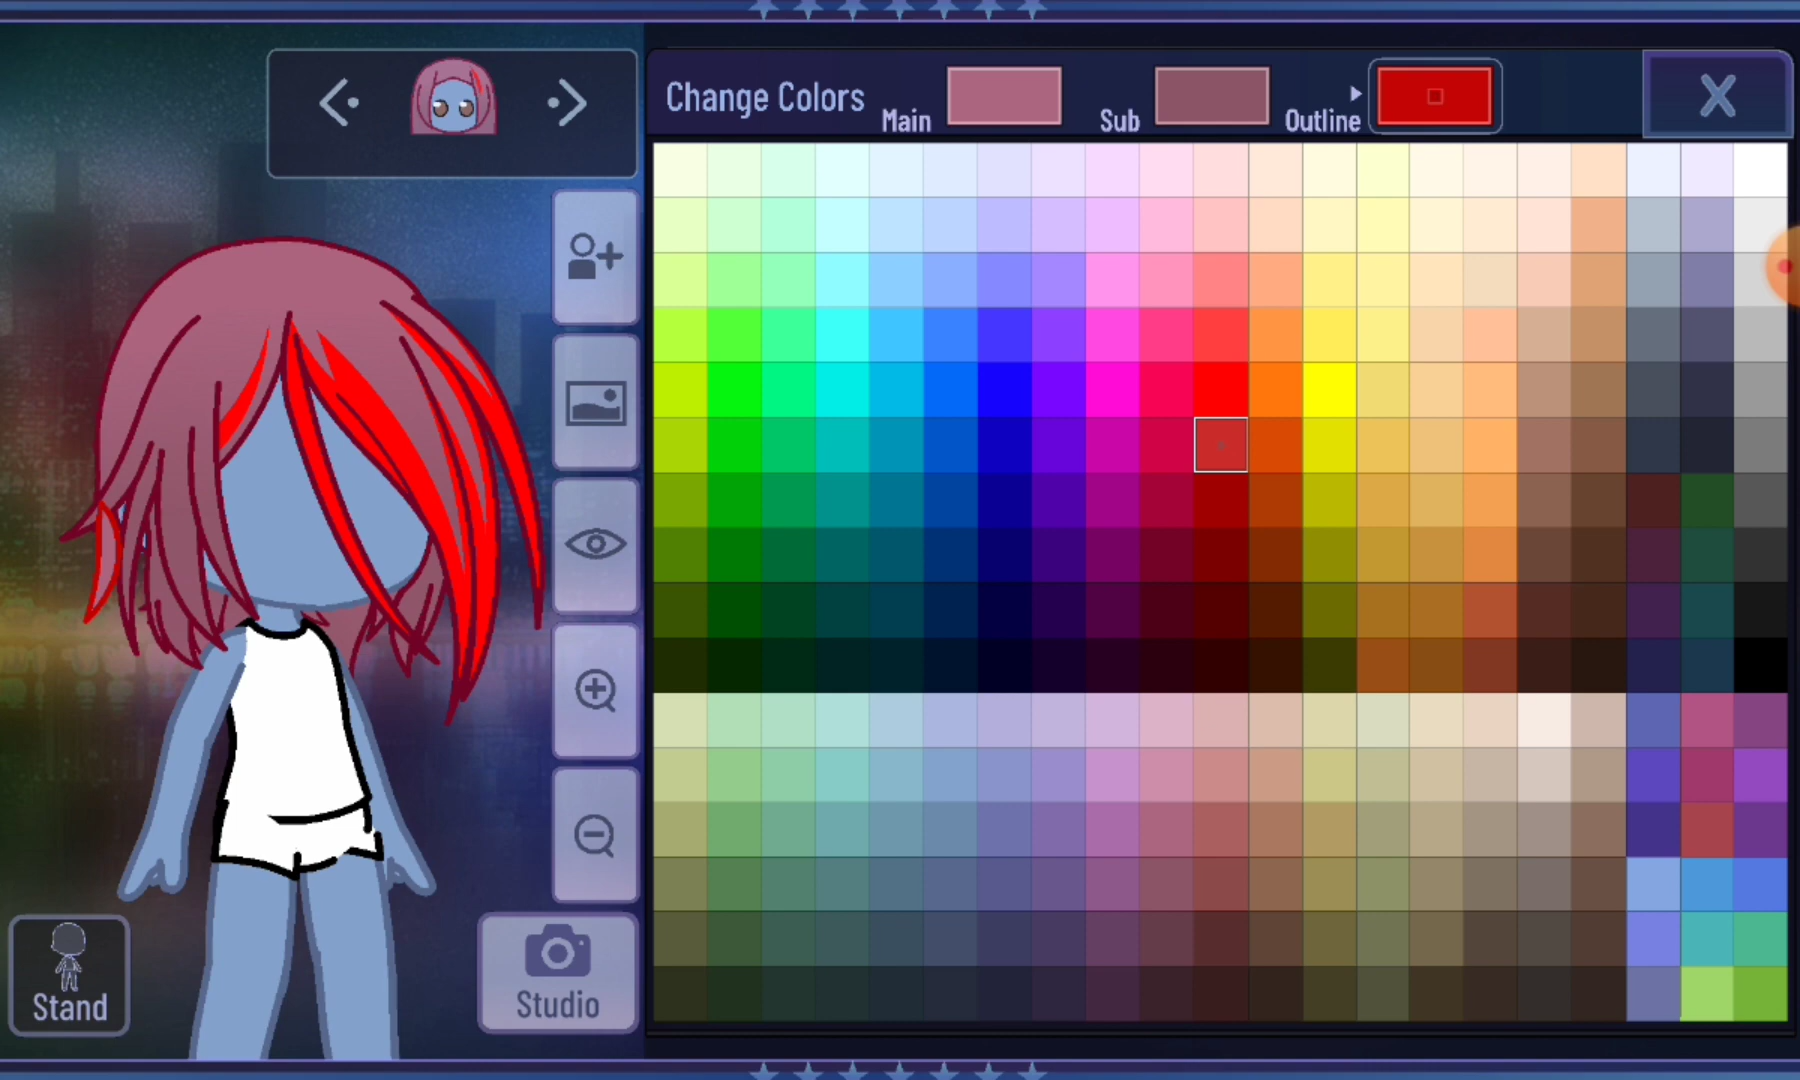 Change Colors
Main
Sub
Outline
X
Stand
Studio